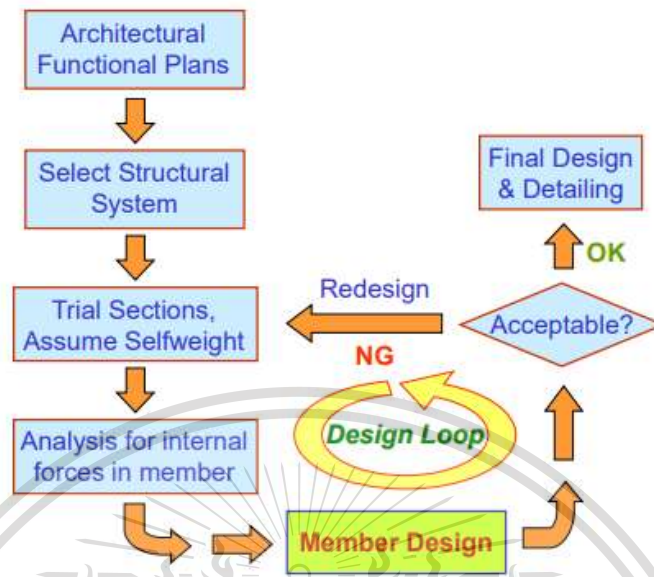 Architectural
Functional Plans
Select Structural
System
Trial Sections,
Assume Selfweight
Analysis for internal
forces in member
Member Design
Acceptable?
Redesign
NG
Design Loop
OK
Final Design
& Detailing